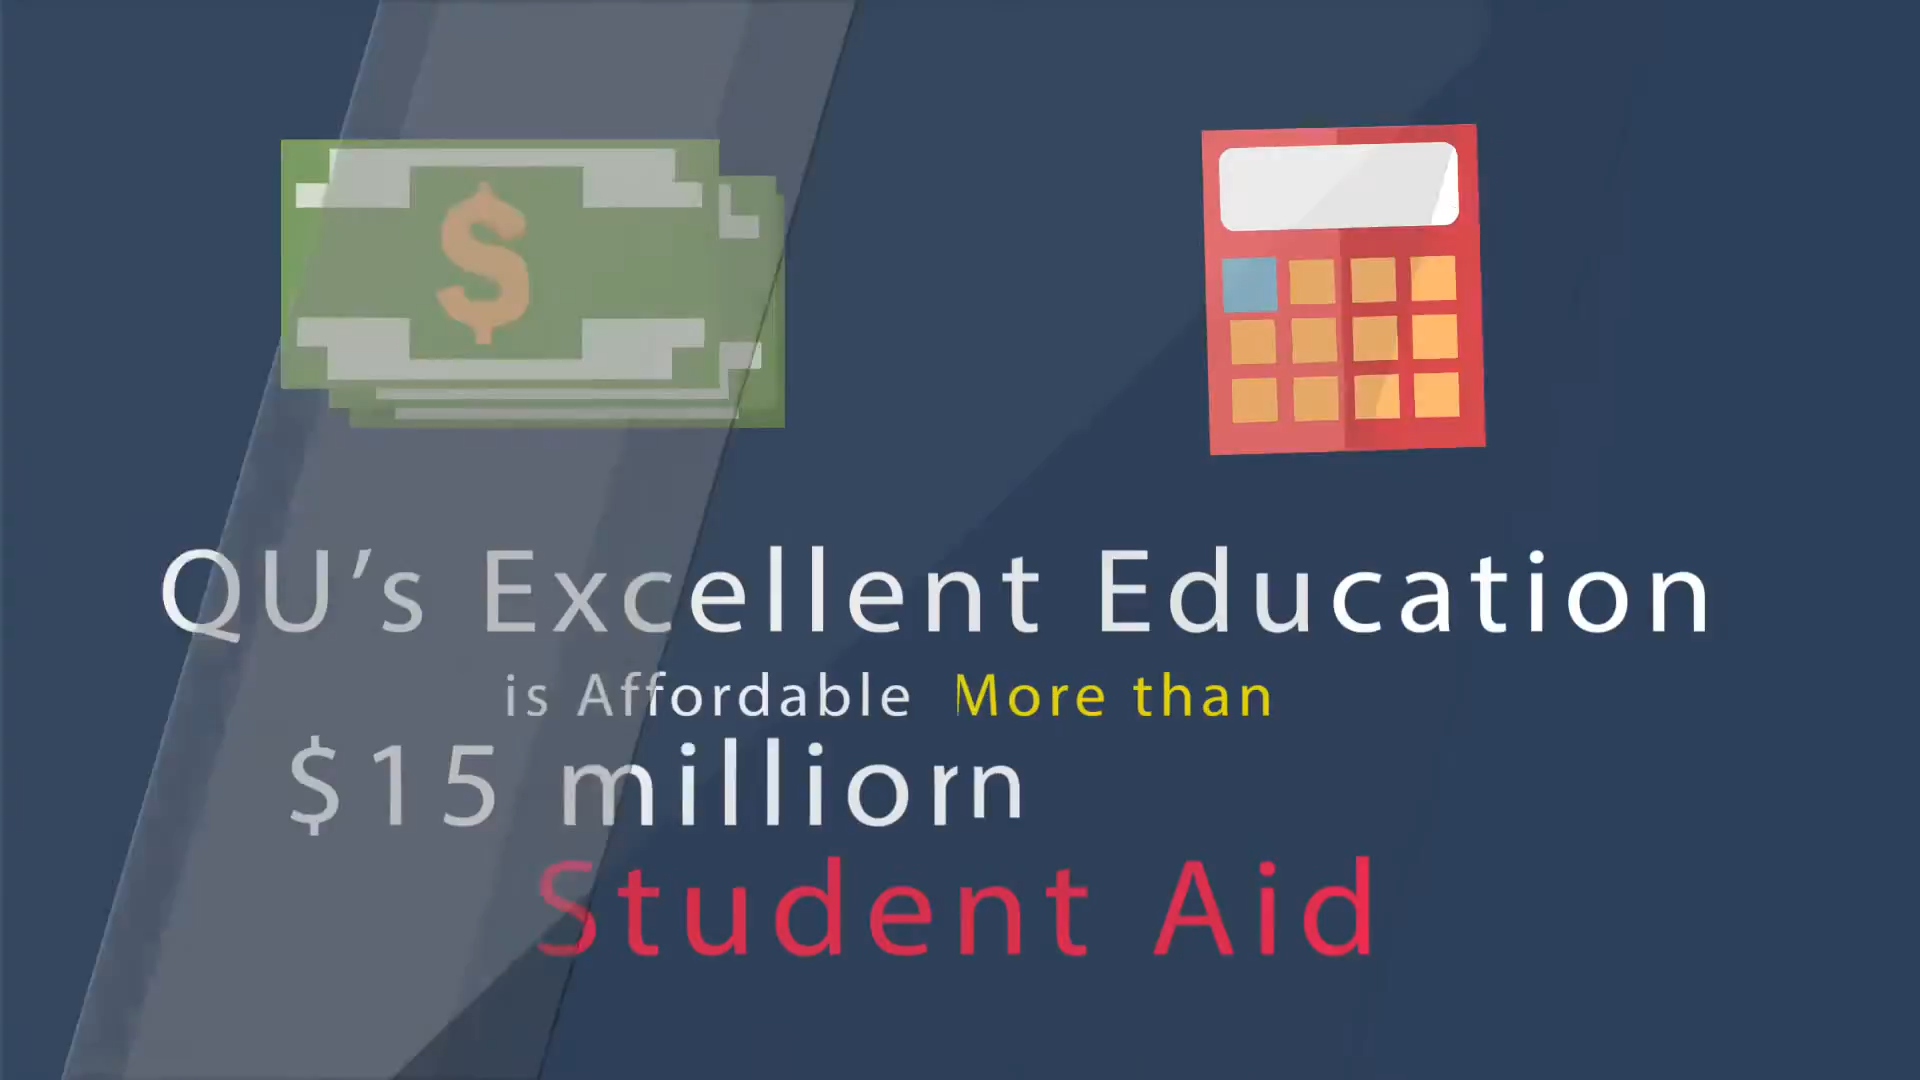 $
QU’s Excellent Education
is Affordable More than
$15 milliorn
Student Aid